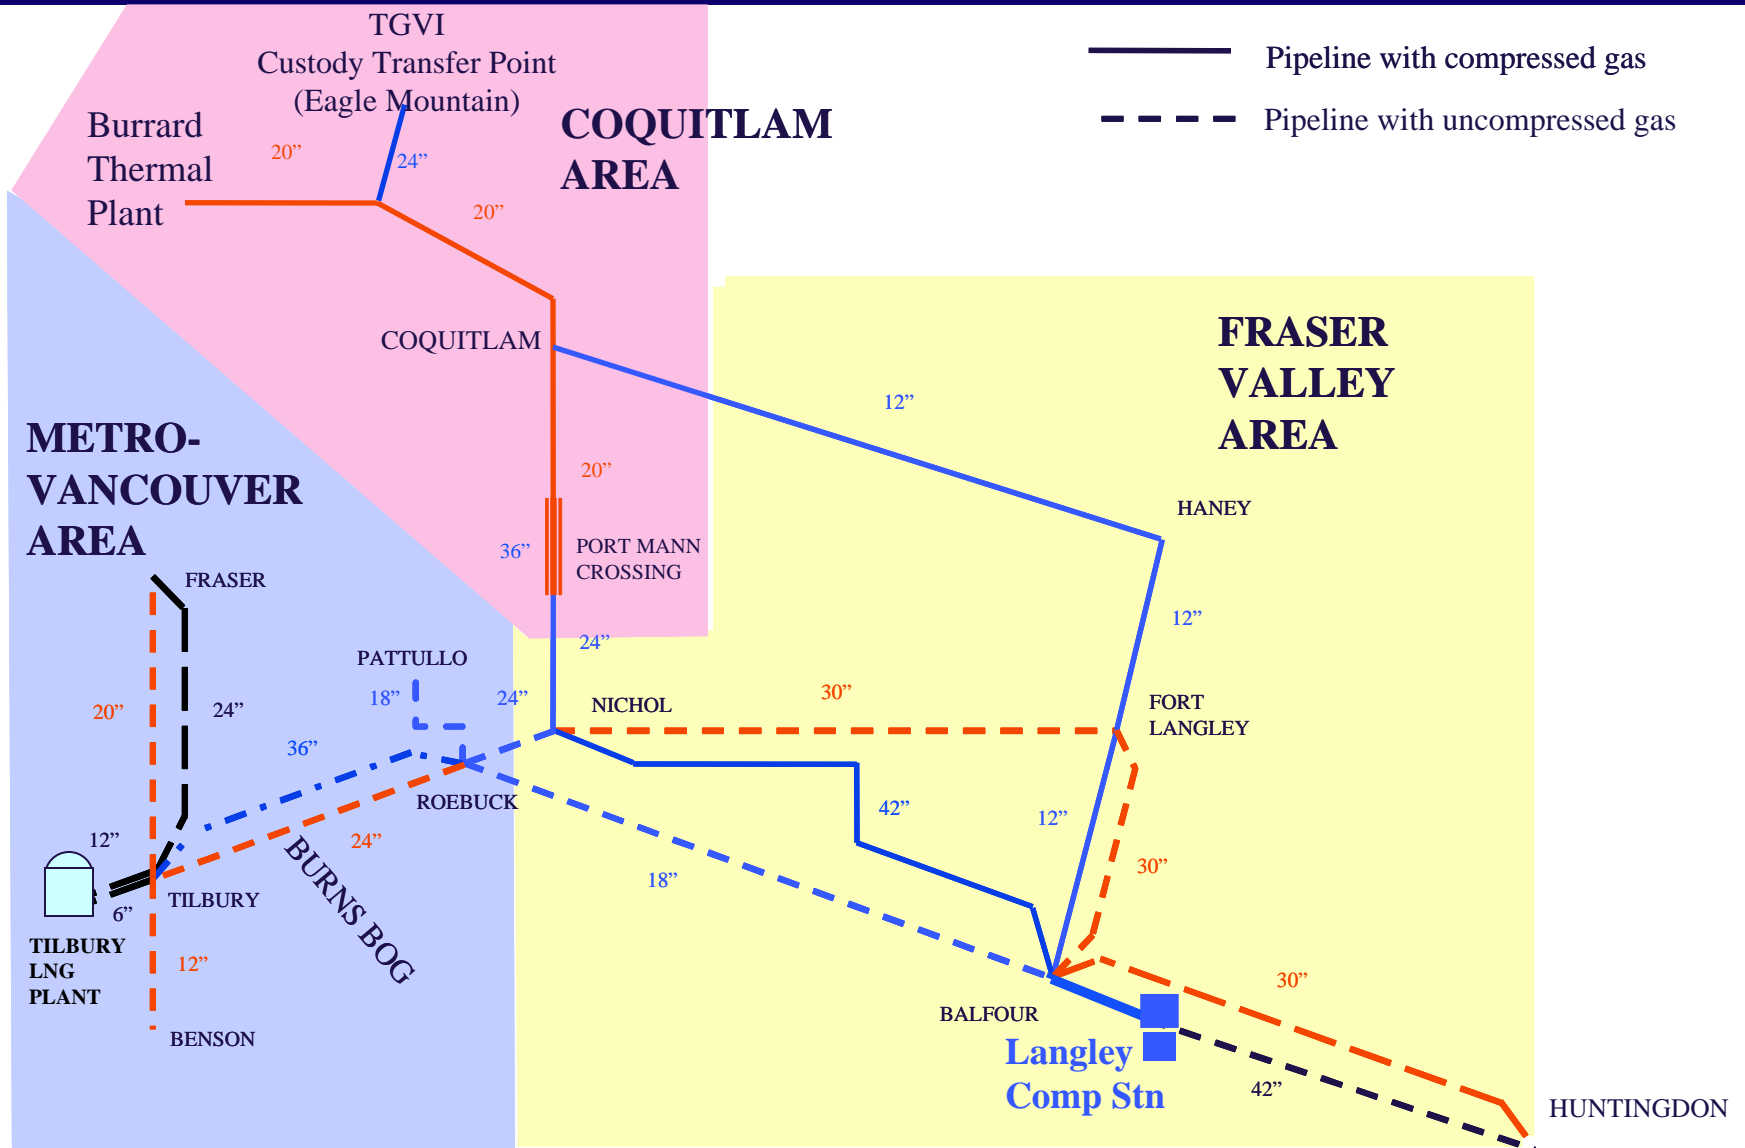 TGVI
Custody Transfer Point
(Eagle Mountain)
Pipeline with compressed gas
Pipeline with uncompressed gas
COQUITLAM
AREA
Burrard
Thermal
Plant
20”
24”
20”
COQUITLAM
FRASER
VALLEY
AREA
12”
METRO-
VANCOUVER
AREA
20”
HANEY
36”
PORT MANN
CROSSING
FRASER
12”
24”
PATTULLO
18”
24”
NICHOL
30”
FORT
LANGLEY
20”
24”
36”
ROEBUCK
42”
12”
12”
24”
BURNS BOG
30”
18”
6”
TILBURY
TILBURY
LNG
PLANT
12”
30”
BALFOUR
BENSON
Langley
Comp Stn
42”
HUNTINGDON